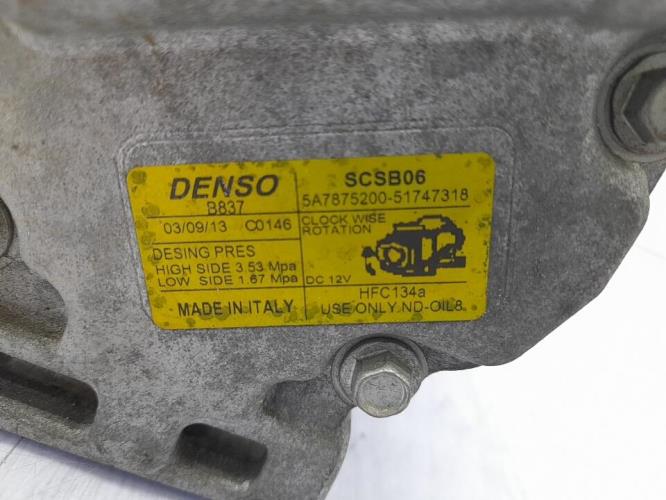 DENSO
B837
03/09/13 C0146
DESING PRES
HIGH SIDE 3.53 Mpa
LOW SIDE 1.67 Mpa
MADE IN ITALY
SCSB06
5A7875200-51747318
CLOCK WISE
ROTATION
DC 12V
HFC134a
USE ONLY ND-OIL8